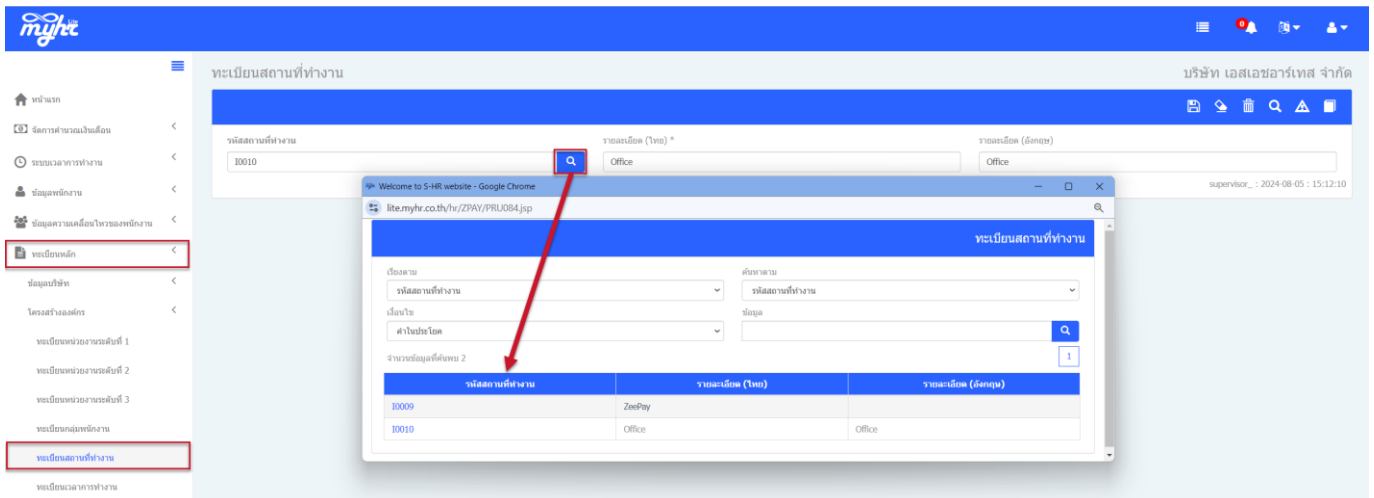 myhr Lite
0
ทะเบียนสถานที่ทำงาน
บริษัท เอสเอชอาร์เทส จำกัด
หน้าแรก
จัดการคำนวณเงินเดือน
ระบบเวลาการทำงาน
ข้อมูลพนักงาน
ข้อมูลความเคลื่อนไหวของพนักงาน
ทะเบียนหลัก
ข้อมูลบริษัท
โครงสร้างองค์กร
ทะเบียนหน่วยงานระดับที่ 1
ทะเบียนหน่วยงานระดับที่ 2
ทะเบียนหน่วยงานระดับที่ 3
ทะเบียนกลุ่มพนักงาน
ทะเบียนสถานที่ทำงาน
ทะเบียนเวลาการทำงาน
รหัสสถานที่ทำงาน
รายละเอียด (ไทย) *
รายละเอียด (อังกฤษ)
I0010
Office
Office
supervisor_ : 2024-08-05 : 15:12:10
Welcome to S-HR website - Google Chrome
lite.myhr.co.th/hr/ZPAY/PRU084.jsp
ทะเบียนสถานที่ทำงาน
เรียงตาม
ค้นหาตาม
รหัสสถานที่ทำงาน
รหัสสถานที่ทำงาน
เงื่อนไข
ข้อมูล
คำในประโยค
จำนวนข้อมูลที่ค้นพบ 2
1
รหัสสถานที่ทำงาน
รายละเอียด (ไทย)
รายละเอียด (อังกฤษ)
I0009
ZeePay
I0010
Office
Office